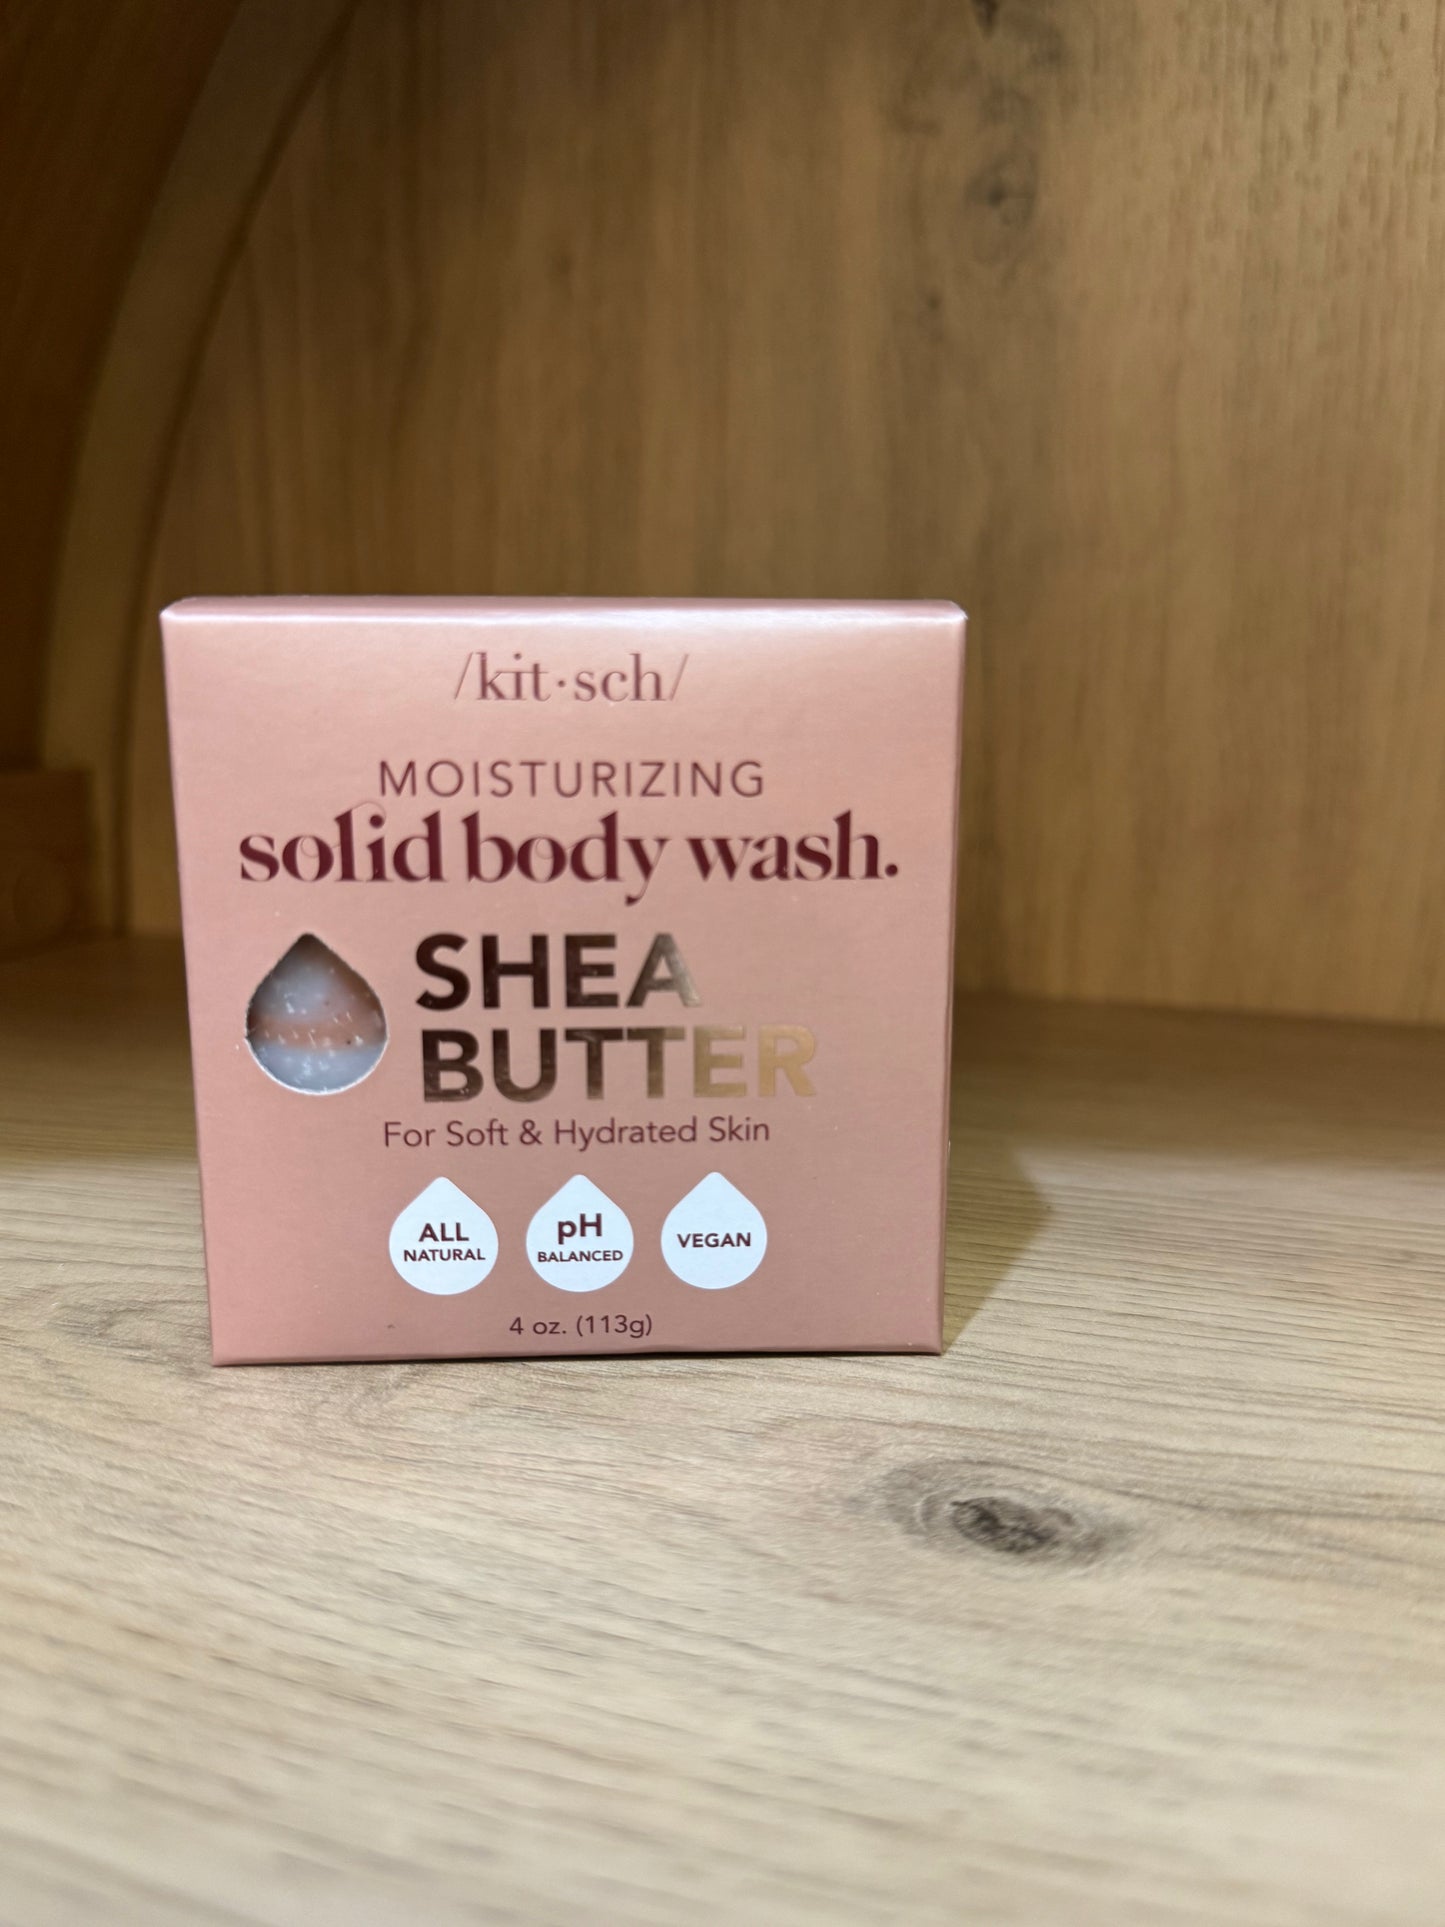 /kit·sch/
MOISTURIZING
solid body wash.
SHEA
BUTTER
For Soft & Hydrated Skin
ALL
NATURAL
pH
BALANCED
VEGAN
4 oz. (113g)